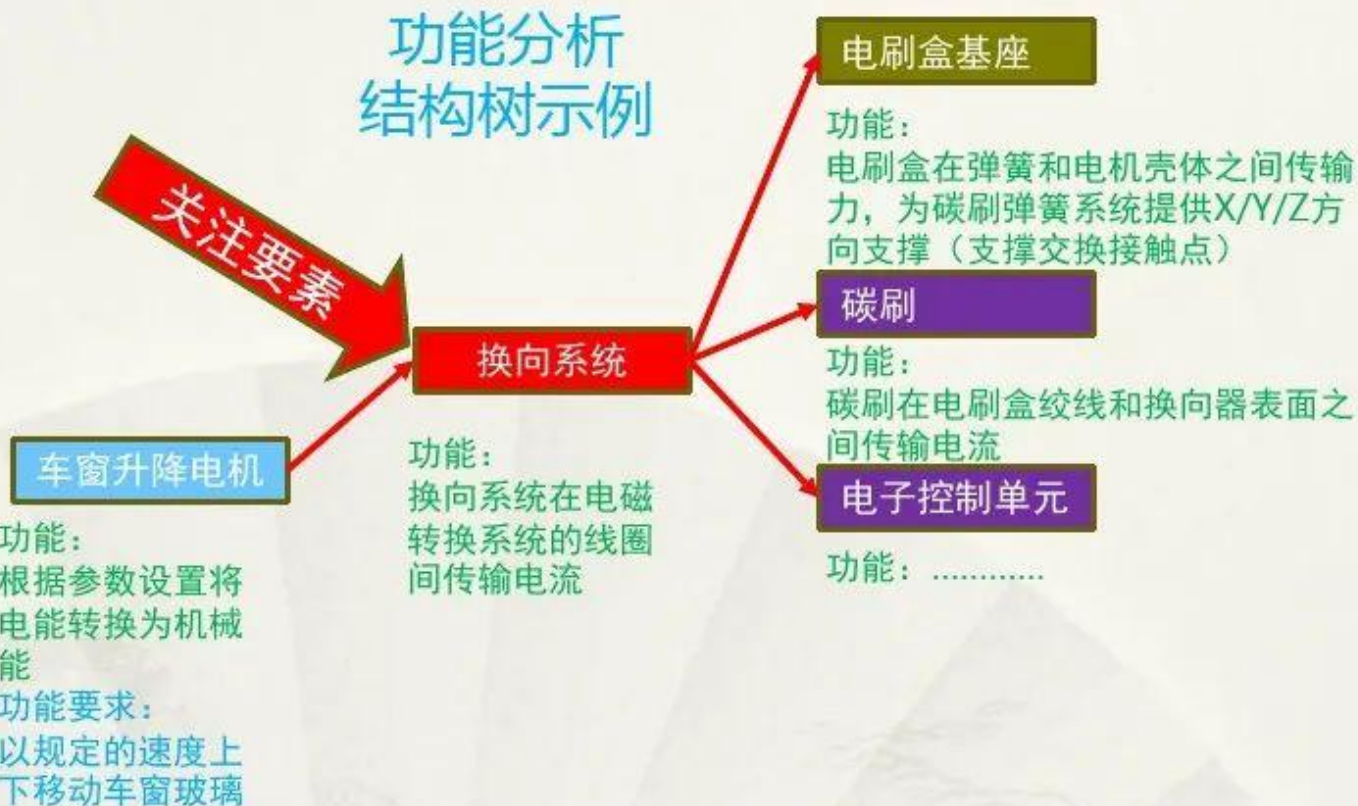 功能分析
结构树示例
关注要素
车窗升降电机
功能：
根据参数设置将
电能转换为机械
能
功能要求：
以规定的速度上
下移动车窗玻璃
换向系统
功能：
换向系统在电磁
转换系统的线圈
间传输电流
电刷盒基座
功能：
电刷盒在弹簧和电机壳体之间传输
力，为碳刷弹簧系统提供X/Y/Z方
向支撑（支撑交换接触点）
碳刷
功能：
碳刷在电刷盒绞线和换向器表面之
间传输电流
电子控制单元
功能：…………